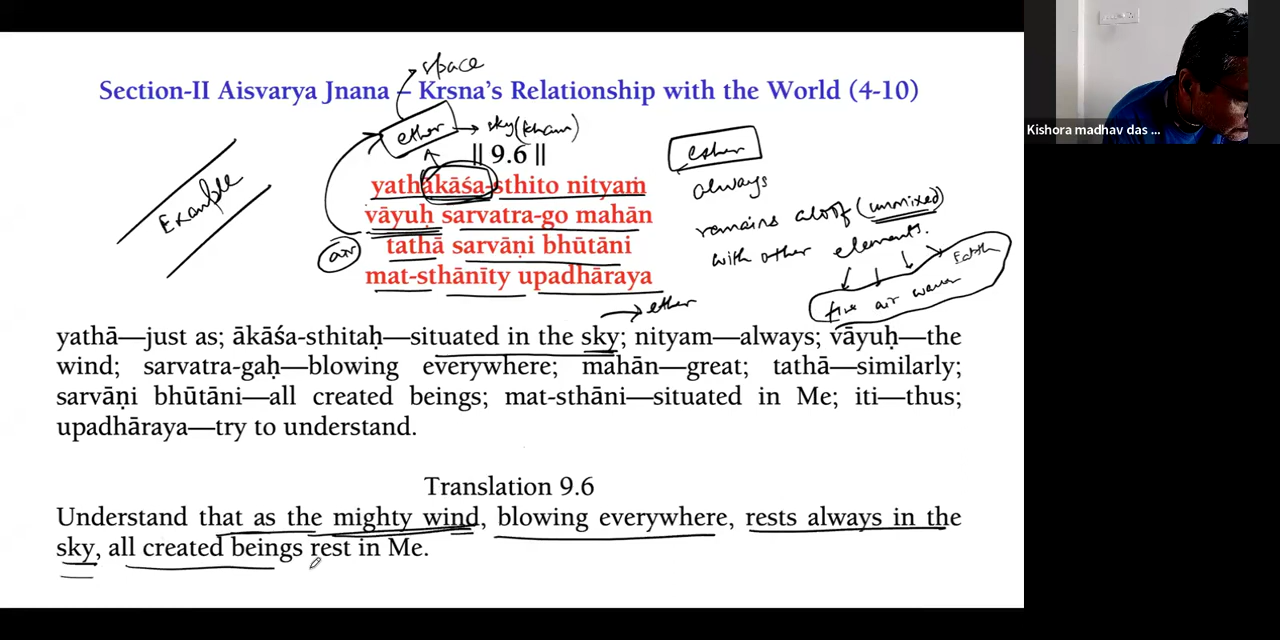 space
Section-II Aisvarya Jnana – Krsna's Relationship with the World (4-10)
ether → sky (kham)
|| 9.6 ||
Example
yathākāśa-sthito nityaṁ
vāyuḥ sarvatra-go mahān
air
tathā sarvāṇi bhūtāni
mat-sthānīty upadhāraya
ether
always
remains aloof (unmixed)
with other elements.
Earth
fire air water
→ ether
yathā—just as; ākāśa-sthitaḥ—situated in the sky; nityam—always; vāyuḥ—the
wind; sarvatra-gaḥ—blowing everywhere; mahān—great; tathā—similarly;
sarvāṇi bhūtāni—all created beings; mat-sthāni—situated in Me; iti—thus;
upadhāraya—try to understand.
Translation 9.6
Understand that as the mighty wind, blowing everywhere, rests always in the
sky, all created beings rest in Me.
Kishora madhav das ...